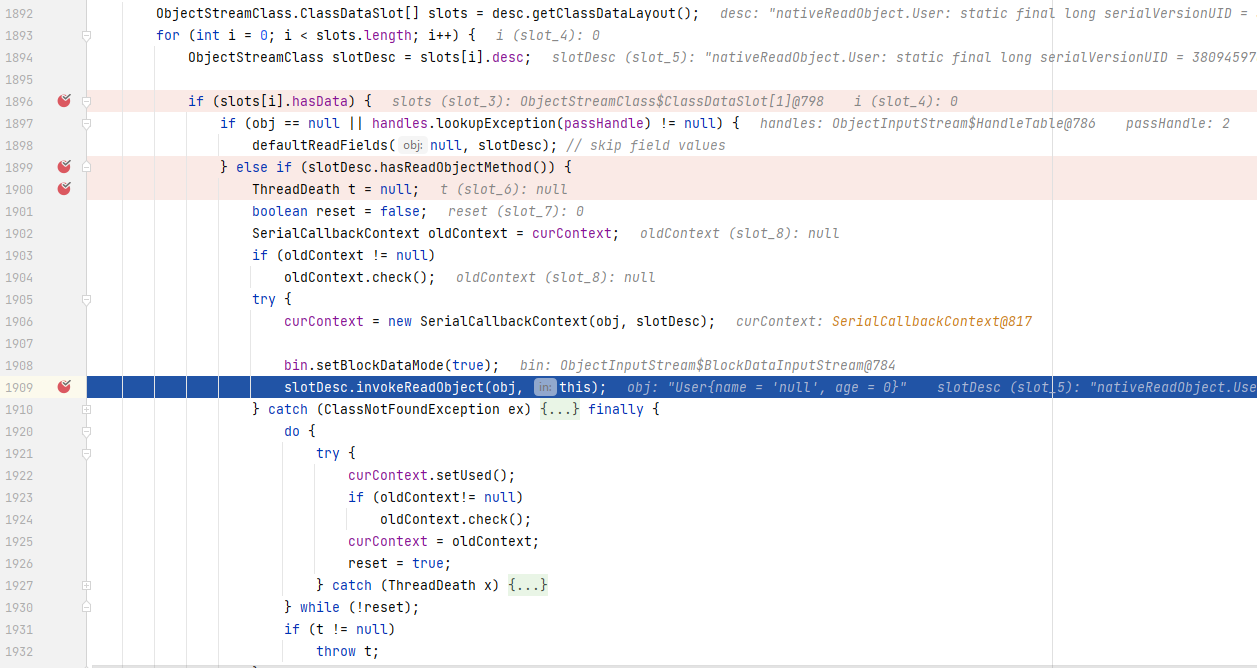 1892 ObjectStreamClass.ClassDataSlot[] slots = desc.getClassDataLayout(); desc: "nativeReadObject.User: static final long serialVersionUID =
1893 for (int i = 0; i < slots.length; i++) { i (slot_4): 0
1894 ObjectStreamClass slotDesc = slots[i].desc; slotDesc (slot_5): "nativeReadObject.User: static final long serialVersionUID = 38094597
1895
1896 if (slots[i].hasData) { slots (slot_3): ObjectStreamClass$ClassDataSlot[1]@798 i (slot_4): 0
1897 if (obj == null || handles.lookupException(passHandle) != null) { handles: ObjectInputStream$HandleTable@786 passHandle: 2
1898 defaultReadFields( obj: null, slotDesc); // skip field values
1899 } else if (slotDesc.hasReadObjectMethod()) {
1900 ThreadDeath t = null; t (slot_6): null
1901 boolean reset = false; reset (slot_7): 0
1902 SerialCallbackContext oldContext = curContext; oldContext (slot_8): null
1903 if (oldContext != null)
1904 oldContext.check(); oldContext (slot_8): null
1905 try {
1906 curContext = new SerialCallbackContext(obj, slotDesc); curContext: SerialCallbackContext@817
1907
1908 bin.setBlockDataMode(true); bin: ObjectInputStream$BlockDataInputStream@784
1909 slotDesc.invokeReadObject(obj, in: this); obj: "User{name = 'null', age = 0}" slotDesc (slot_5): "nativeReadObject.Use
1910 } catch (ClassNotFoundException ex) {...} finally {
1920 do {
1921 try {
1922 curContext.setUsed();
1923 if (oldContext!= null)
1924 oldContext.check();
1925 curContext = oldContext;
1926 reset = true;
1927 } catch (ThreadDeath x) {...}
1930 } while (!reset);
1931 if (t != null)
1932 throw t;